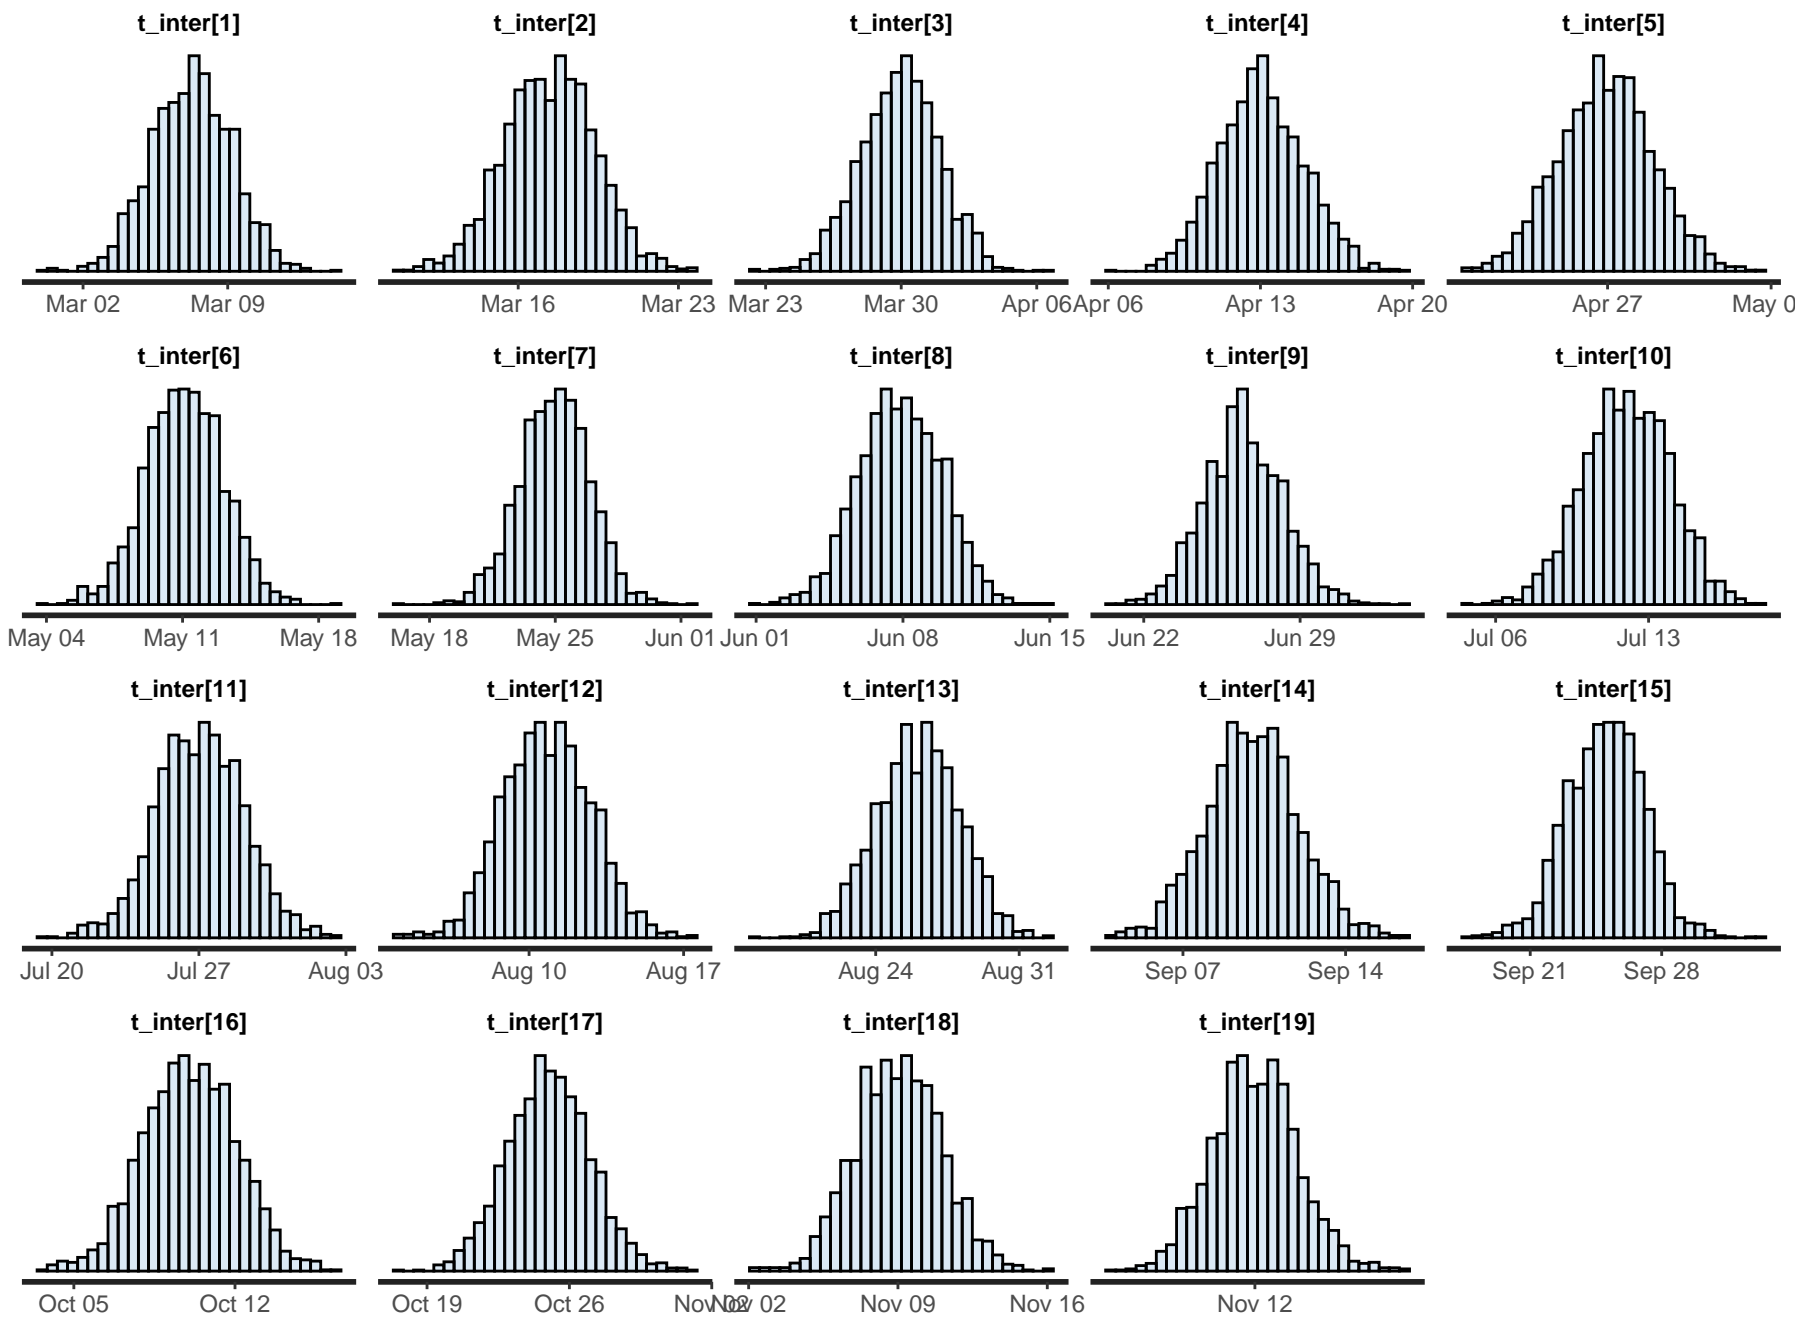 t_inter[1] t_inter[2] t_inter[3] t_inter[4] t_inter[5]
Mar 02 Mar 09 Mar 16 Mar 23 Mar 23 Mar 30 Apr 06 Apr 06 Apr 13 Apr 20 Apr 27 May 0
t_inter[6] t_inter[7] t_inter[8] t_inter[9] t_inter[10]
May 04 May 11 May 18 May 18 May 25 Jun 01 Jun 01 Jun 08 Jun 15 Jun 22 Jun 29 Jul 06 Jul 13
t_inter[11] t_inter[12] t_inter[13] t_inter[14] t_inter[15]
Jul 20 Jul 27 Aug 03 Aug 10 Aug 17 Aug 24 Aug 31 Sep 07 Sep 14 Sep 21 Sep 28
t_inter[16] t_inter[17] t_inter[18] t_inter[19]
Oct 05 Oct 12 Oct 19 Oct 26 Nov 02 Nov 02 Nov 09 Nov 16 Nov 12